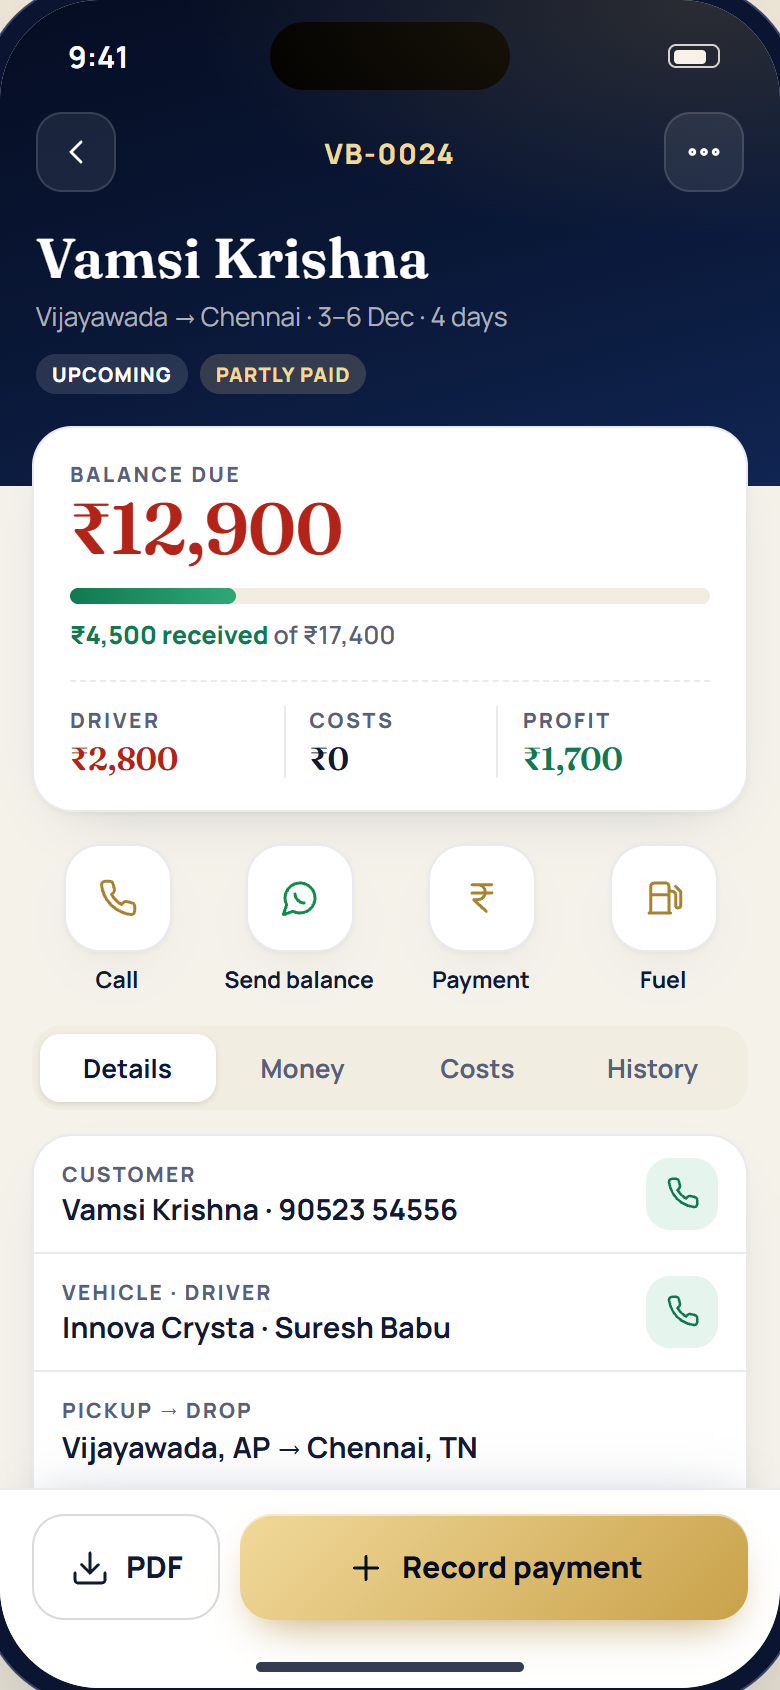 9:41
VB-0024
Vamsi Krishna
Vijayawada → Chennai · 3–6 Dec · 4 days
UPCOMING PARTLY PAID
BALANCE DUE
₹12,900
₹4,500 received of ₹17,400
DRIVER COSTS PROFIT
₹2,800 ₹0 ₹1,700
Call Send balance Payment Fuel
Details Money Costs History
CUSTOMER
Vamsi Krishna · 90523 54556
VEHICLE · DRIVER
Innova Crysta · Suresh Babu
PICKUP → DROP
Vijayawada, AP → Chennai, TN
PDF + Record payment